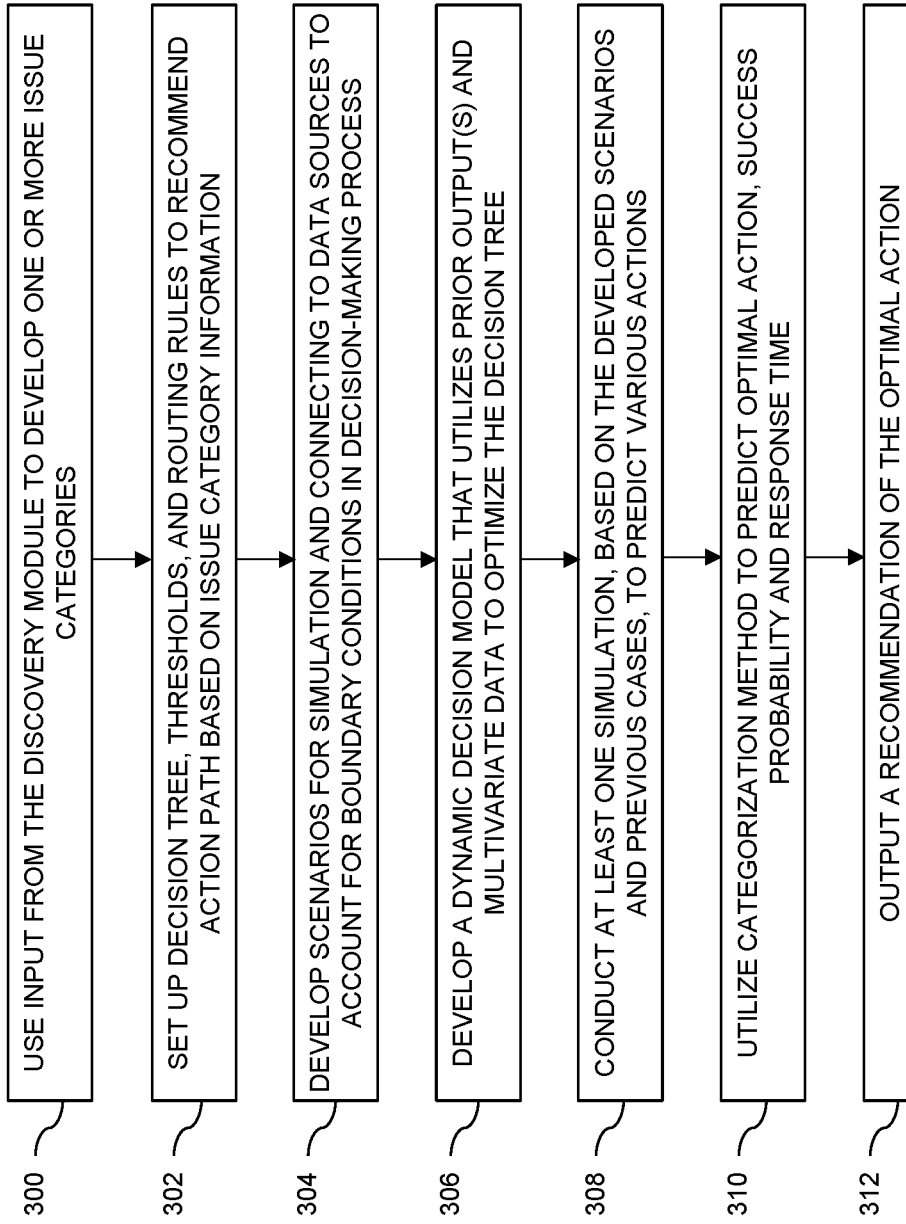 300
USE INPUT FROM THE DISCOVERY MODULE TO DEVELOP ONE OR MORE ISSUE
CATEGORIES
302
SET UP DECISION TREE, THRESHOLDS, AND ROUTING RULES TO RECOMMEND
ACTION PATH BASED ON ISSUE CATEGORY INFORMATION
304
DEVELOP SCENARIOS FOR SIMULATION AND CONNECTING TO DATA SOURCES TO
ACCOUNT FOR BOUNDARY CONDITIONS IN DECISION-MAKING PROCESS
306
DEVELOP A DYNAMIC DECISION MODEL THAT UTILIZES PRIOR OUTPUT(S) AND
MULTIVARIATE DATA TO OPTIMIZE THE DECISION TREE
308
CONDUCT AT LEAST ONE SIMULATION, BASED ON THE DEVELOPED SCENARIOS
AND PREVIOUS CASES, TO PREDICT VARIOUS ACTIONS
310
UTILIZE CATEGORIZATION METHOD TO PREDICT OPTIMAL ACTION, SUCCESS
PROBABILITY AND RESPONSE TIME
312
OUTPUT A RECOMMENDATION OF THE OPTIMAL ACTION